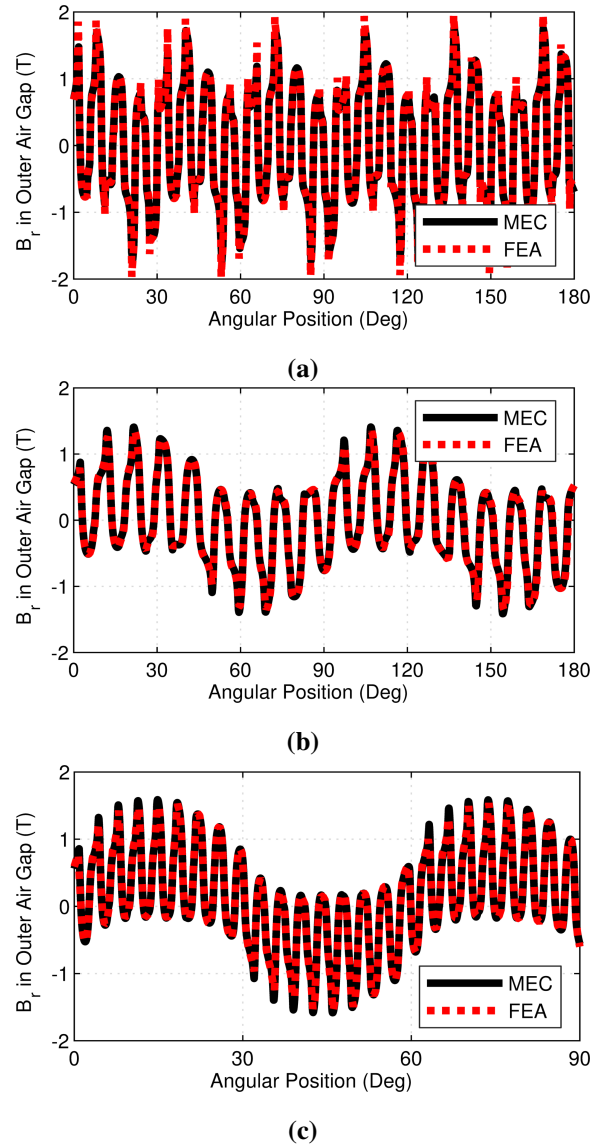 2
1
0
-1
-2
B_r in Outer Air Gap (T)
MEC
FEA
0 30 60 90 120 150 180
Angular Position (Deg)
(a)
2
1
0
-1
-2
B_r in Outer Air Gap (T)
MEC
FEA
0 30 60 90 120 150 180
Angular Position (Deg)
(b)
2
1
0
-1
-2
B_r in Outer Air Gap (T)
MEC
FEA
0 30 60 90
Angular Position (Deg)
(c)